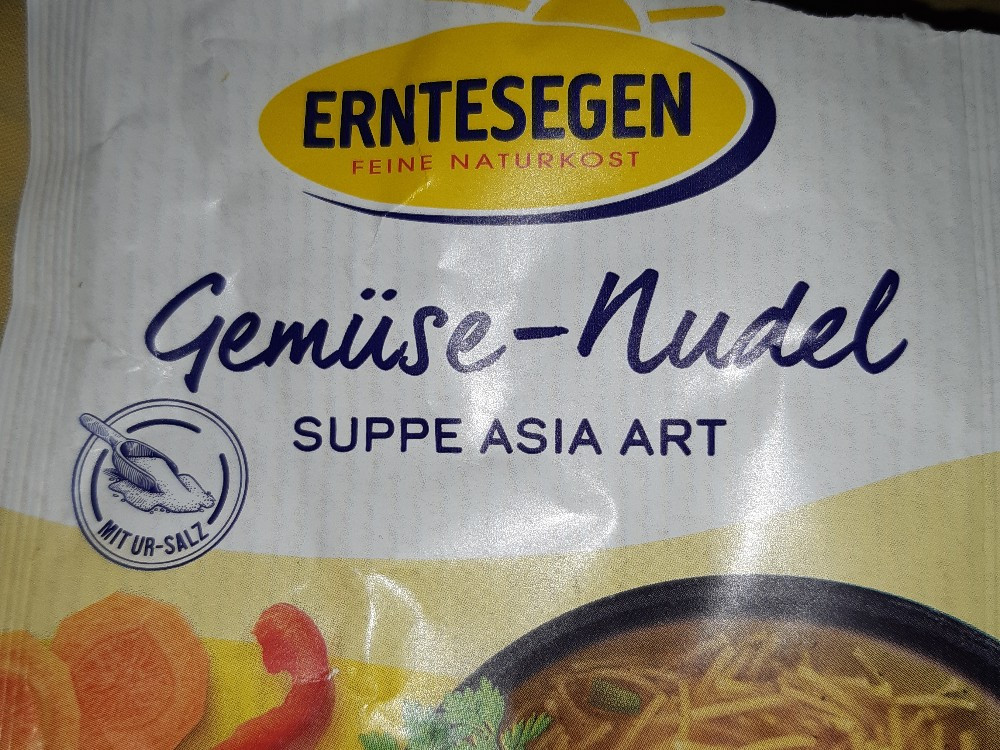 ERNTESEGEN
FEINE NATURKOST
Gemüse-Nudel
SUPPE ASIA ART
MIT UR-SALZ